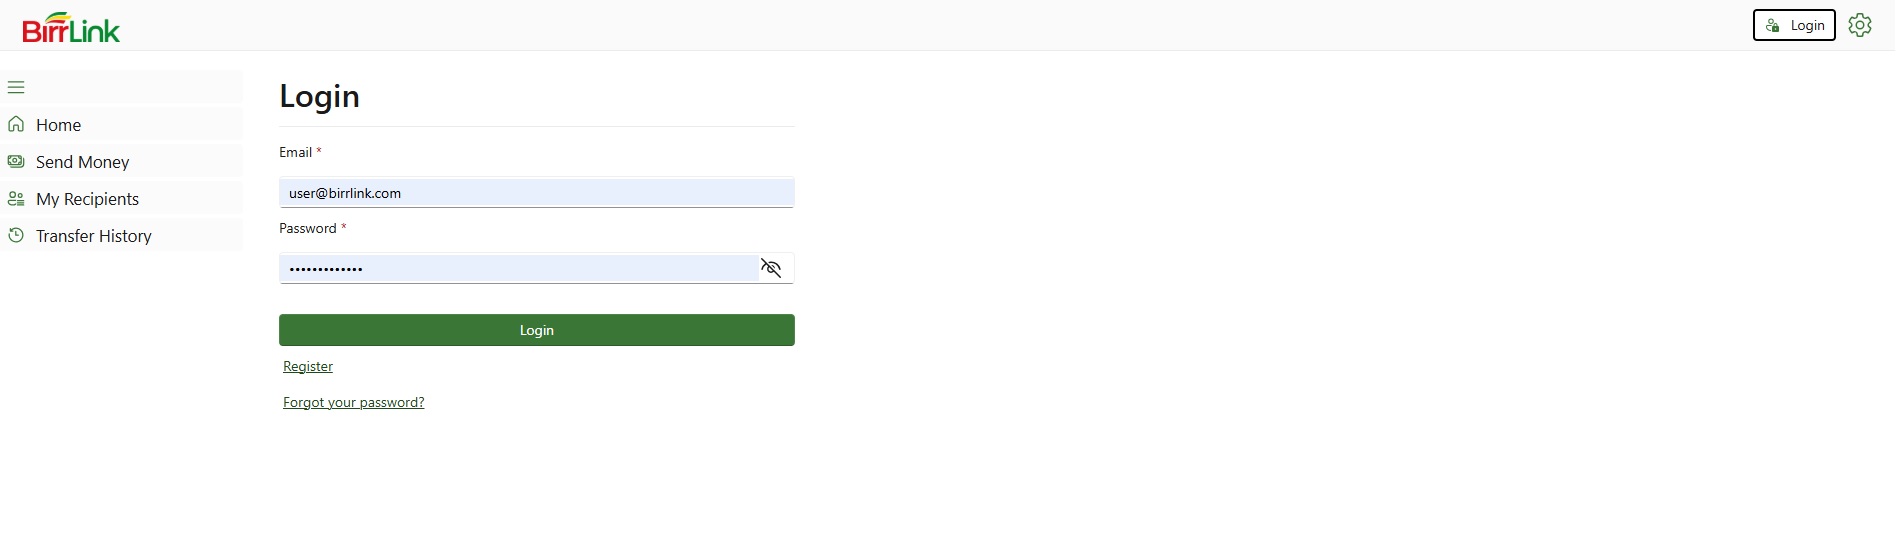 BirrLink
Login
Home
Send Money
My Recipients
Transfer History
Login
Email *
user@birrlink.com
Password *
•••••••••••••
Login
Register
Forgot your password?